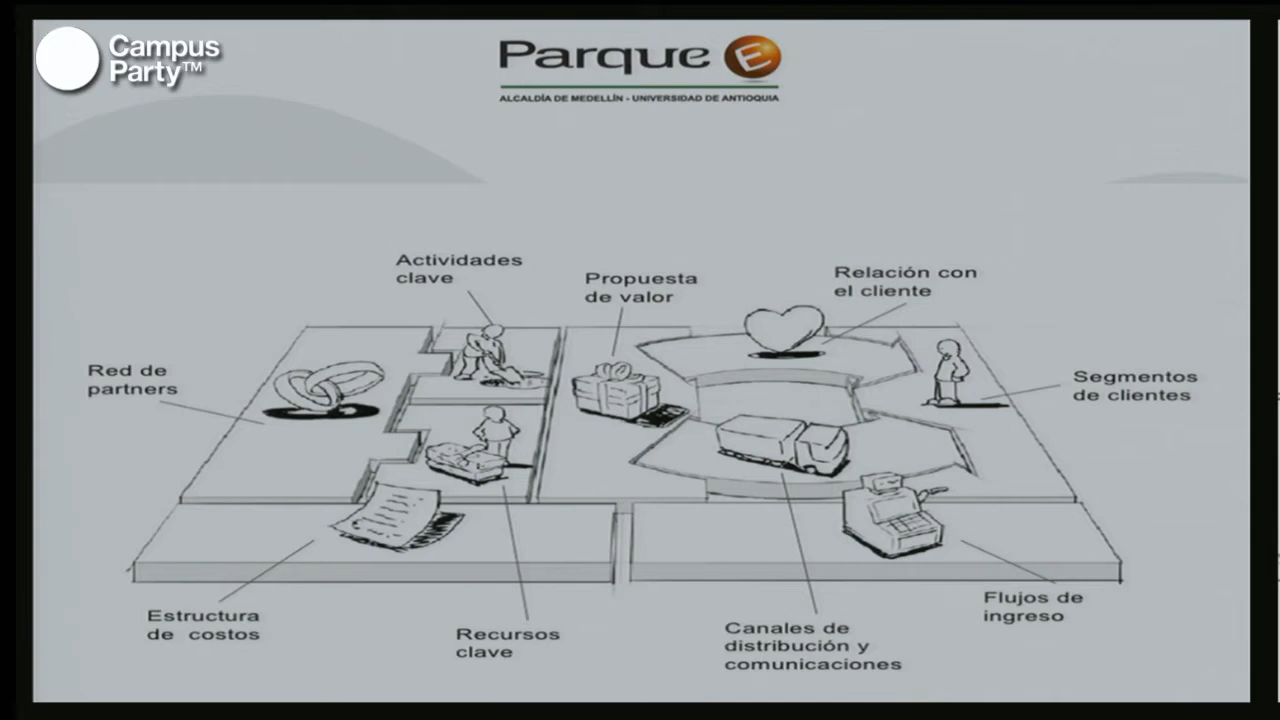 Campus
Party™
Parque E
ALCALDÍA DE MEDELLÍN - UNIVERSIDAD DE ANTIOQUIA
Actividades
clave
Propuesta
de valor
Relación con
el cliente
Red de
partners
Segmentos
de clientes
Estructura
de costos
Recursos
clave
Canales de
distribución y
comunicaciones
Flujos de
ingreso